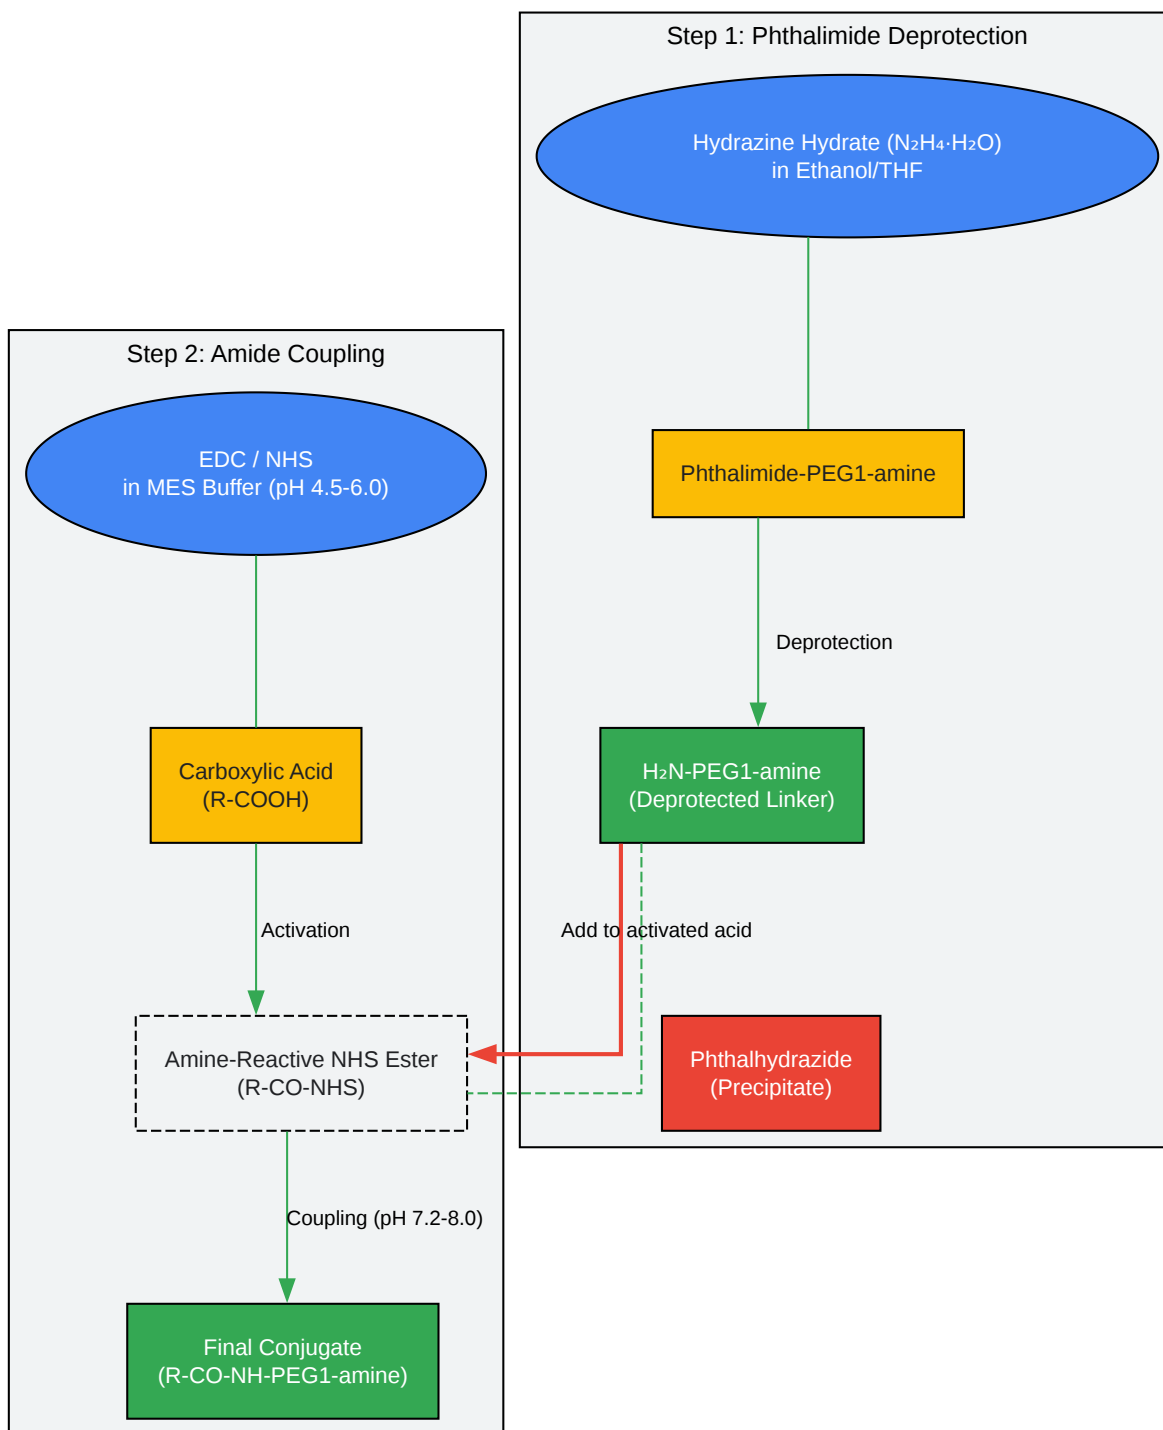 Step 1: Phthalimide Deprotection
Hydrazine Hydrate (N₂H₄·H₂O)
in Ethanol/THF
Phthalimide-PEG1-amine
Deprotection
H₂N-PEG1-amine
(Deprotected Linker)
Add to activated acid
Phthalhydrazide
(Precipitate)
Step 2: Amide Coupling
EDC / NHS
in MES Buffer (pH 4.5-6.0)
Carboxylic Acid
(R-COOH)
Activation
Amine-Reactive NHS Ester
(R-CO-NHS)
Coupling (pH 7.2-8.0)
Final Conjugate
(R-CO-NH-PEG1-amine)